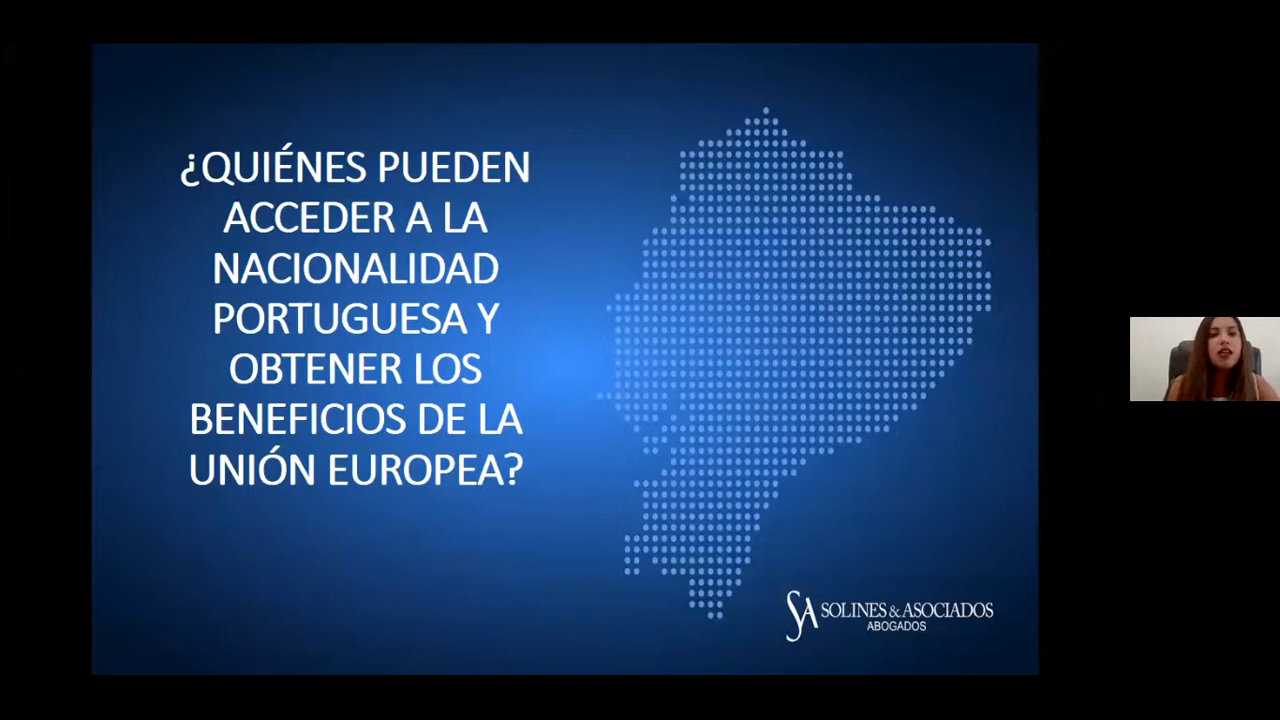 ¿QUIÉNES PUEDEN
ACCEDER A LA
NACIONALIDAD
PORTUGUESA Y
OBTENER LOS
BENEFICIOS DE LA
UNIÓN EUROPEA?
SA SOLINES & ASOCIADOS
ABOGADOS